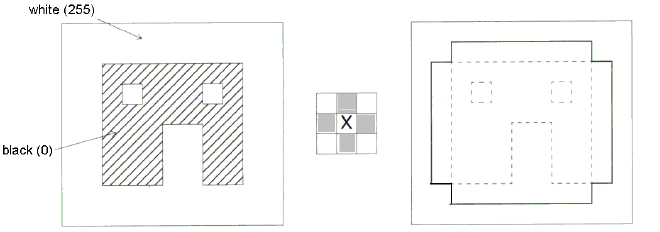 white (255)
X
black (0)